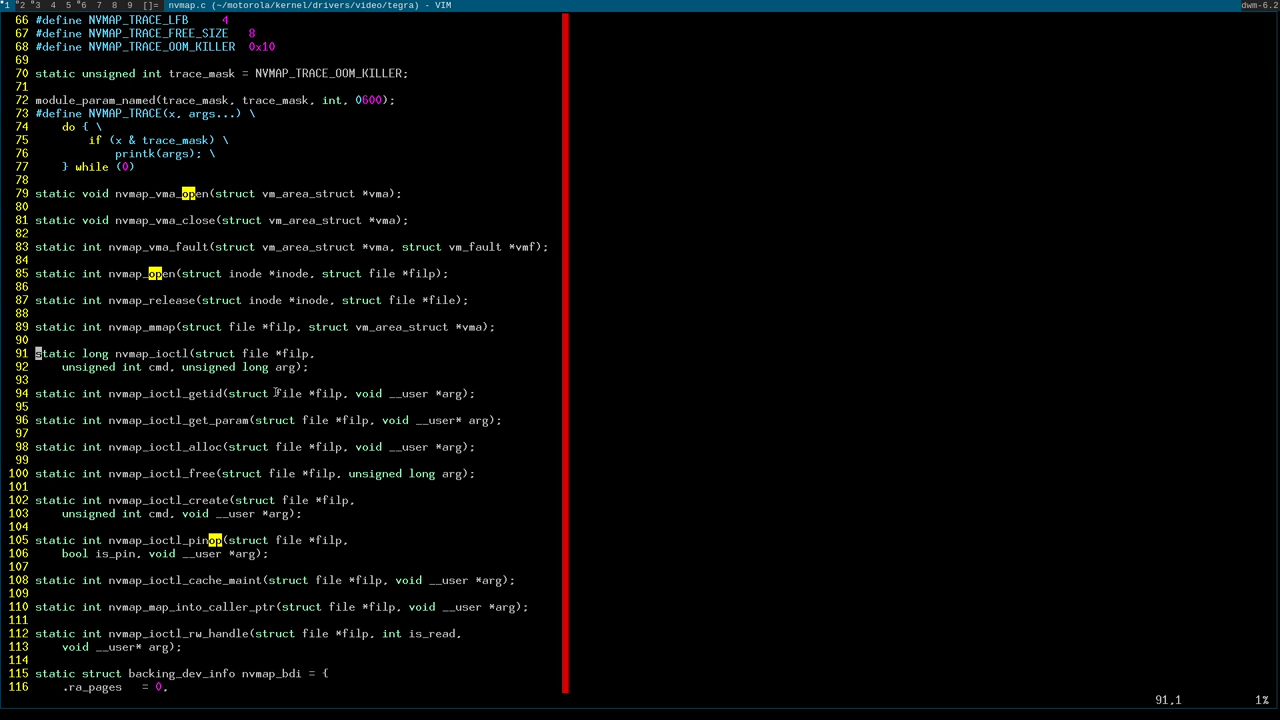 1 2 3 4 5 6 7 8 9 []= nvmap.c (~/motorola/kernel/drivers/video/tegra) - VIM dwm-6.2
66 #define NVMAP_TRACE_LFB 4
67 #define NVMAP_TRACE_FREE_SIZE 8
68 #define NVMAP_TRACE_OOM_KILLER 0x10
69
70 static unsigned int trace_mask = NVMAP_TRACE_OOM_KILLER;
71
72 module_param_named(trace_mask, trace_mask, int, 0600);
73 #define NVMAP_TRACE(x, args...) \
74 do { \
75 if (x & trace_mask) \
76 printk(args); \
77 } while (0)
78
79 static void nvmap_vma_open(struct vm_area_struct *vma);
80
81 static void nvmap_vma_close(struct vm_area_struct *vma);
82
83 static int nvmap_vma_fault(struct vm_area_struct *vma, struct vm_fault *vmf);
84
85 static int nvmap_open(struct inode *inode, struct file *filp);
86
87 static int nvmap_release(struct inode *inode, struct file *file);
88
89 static int nvmap_mmap(struct file *filp, struct vm_area_struct *vma);
90
91 static long nvmap_ioctl(struct file *filp,
92 unsigned int cmd, unsigned long arg);
93
94 static int nvmap_ioctl_getid(struct file *filp, void __user *arg);
95
96 static int nvmap_ioctl_get_param(struct file *filp, void __user* arg);
97
98 static int nvmap_ioctl_alloc(struct file *filp, void __user *arg);
99
100 static int nvmap_ioctl_free(struct file *filp, unsigned long arg);
101
102 static int nvmap_ioctl_create(struct file *filp,
103 unsigned int cmd, void __user *arg);
104
105 static int nvmap_ioctl_pinop(struct file *filp,
106 bool is_pin, void __user *arg);
107
108 static int nvmap_ioctl_cache_maint(struct file *filp, void __user *arg);
109
110 static int nvmap_map_into_caller_ptr(struct file *filp, void __user *arg);
111
112 static int nvmap_ioctl_rw_handle(struct file *filp, int is_read,
113 void __user* arg);
114
115 static struct backing_dev_info nvmap_bdi = {
116 .ra_pages = 0,
91,1 1%